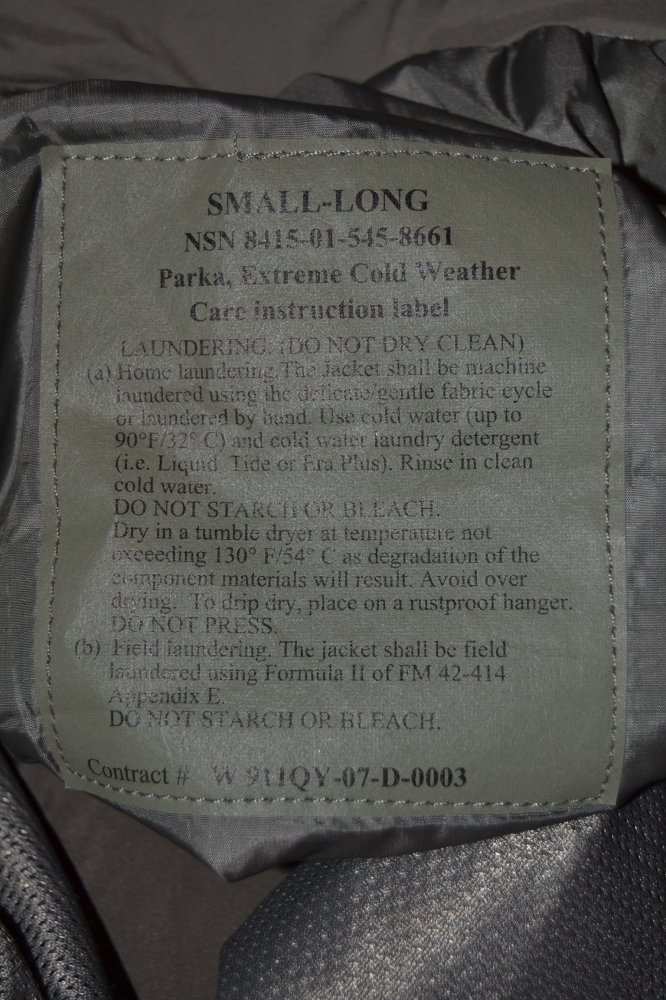 SMALL-LONG
NSN 8415-01-545-8661
Parka, Extreme Cold Weather
Care instruction label
LAUNDERING: (DO NOT DRY CLEAN)
(a) Home laundering. The Jacket shall be machine
laundered using the delicate/gentle fabric cycle
or laundered by hand. Use cold water (up to
90°F/32° C) and cold water laundry detergent
(i.e. Liquid Tide or Era Plus). Rinse in clean
cold water.
DO NOT STARCH OR BLEACH.
Dry in a tumble dryer at temperature not
exceeding 130° F/54° C as degradation of the
component materials will result. Avoid over
drying. To drip dry, place on a rustproof hanger.
DO NOT PRESS.
(b) Field laundering. The jacket shall be field
laundered using Formula II of FM 42-414
Appendix E.
DO NOT STARCH OR BLEACH.
Contract # W 911QY-07-D-0003